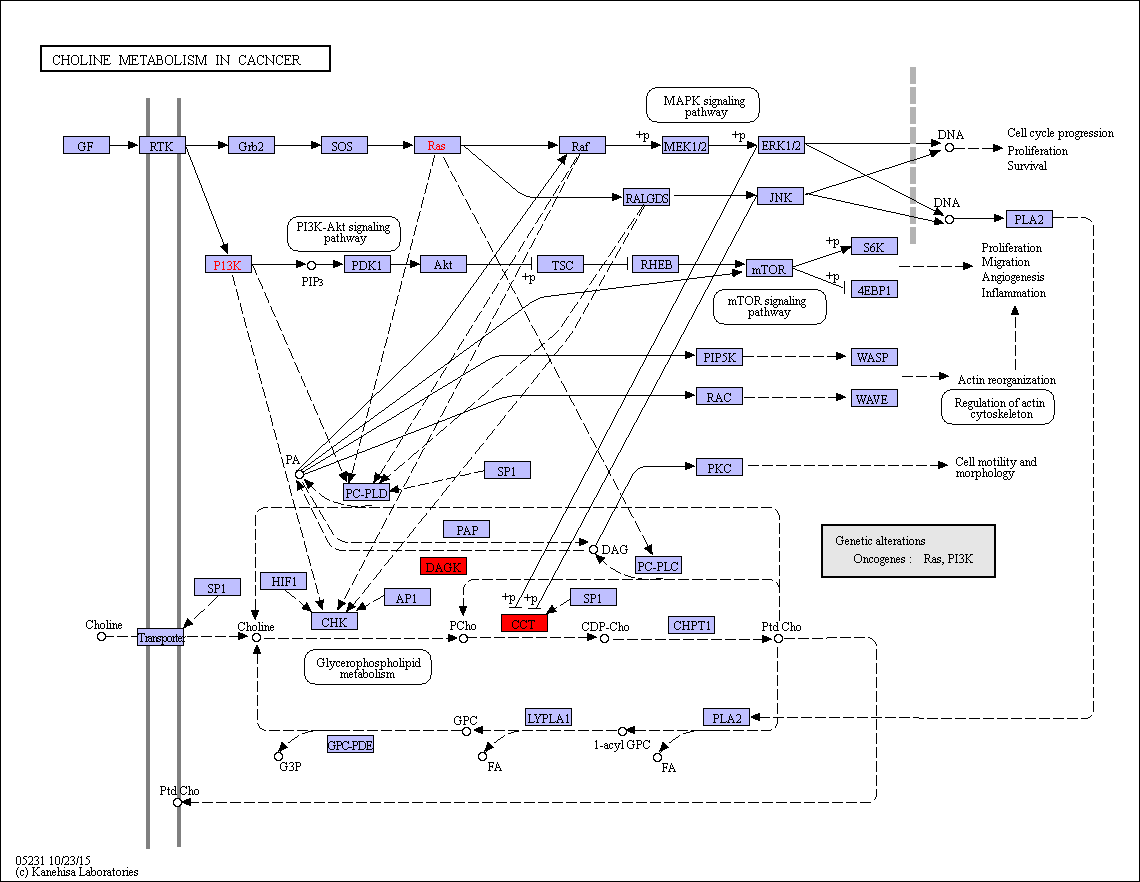 CHOLINE METABOLISM IN CACNCER
MAPK signaling
pathway
GF
RTK
Grb2
SOS
Ras
Raf
+p
MEK1/2
+p
ERK1/2
DNA
Cell cycle progression
Proliferation
Survival
RALGDS
JNK
DNA
PLA2
PI3K-Akt signaling
pathway
P13K
PIP3
PDK1
Akt
+p
TSC
RHEB
mTOR
+p
S6K
+p
4EBP1
mTOR signaling
pathway
Proliferation
Migration
Angiogenesis
Inflammation
PIP5K
WASP
RAC
WAVE
Actin reorganization
Regulation of actin
cytoskeleton
PA
PC-PLD
SP1
PKC
Cell motility and
morphology
PAP
DAG
DAGK
PC-PLC
Genetic alterations
Oncogenes : Ras, PI3K
SP1
HIF1
AP1
CHK
+p
+p
SP1
CCT
Choline
Transporter
Choline
PCho
CDP-Cho
CHPT1
Ptd Cho
Glycerophospholipid
metabolism
GPC
LYPLA1
PLA2
GPC-PDE
1-acyl GPC
G3P
FA
FA
Ptd Cho
05231 10/23/15
(c) Kanehisa Laboratories